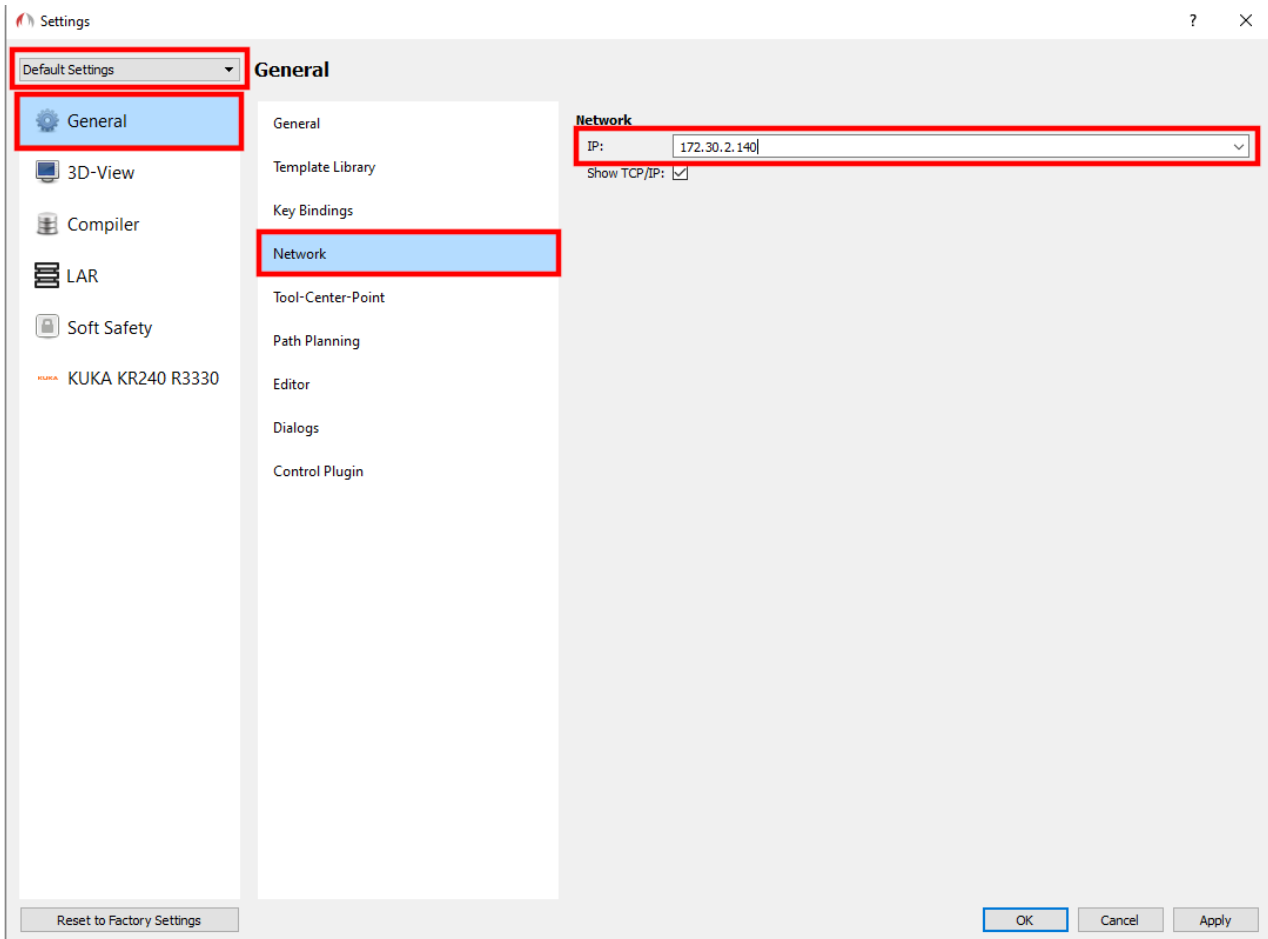 Settings
?
Default Settings
General
General
3D-View
Compiler
LAR
Soft Safety
KUKA KUKA KR240 R3330
General
Template Library
Key Bindings
Network
Tool-Center-Point
Path Planning
Editor
Dialogs
Control Plugin
Network
IP: 172.30.2.140
Show TCP/IP:
Reset to Factory Settings
OK Cancel Apply